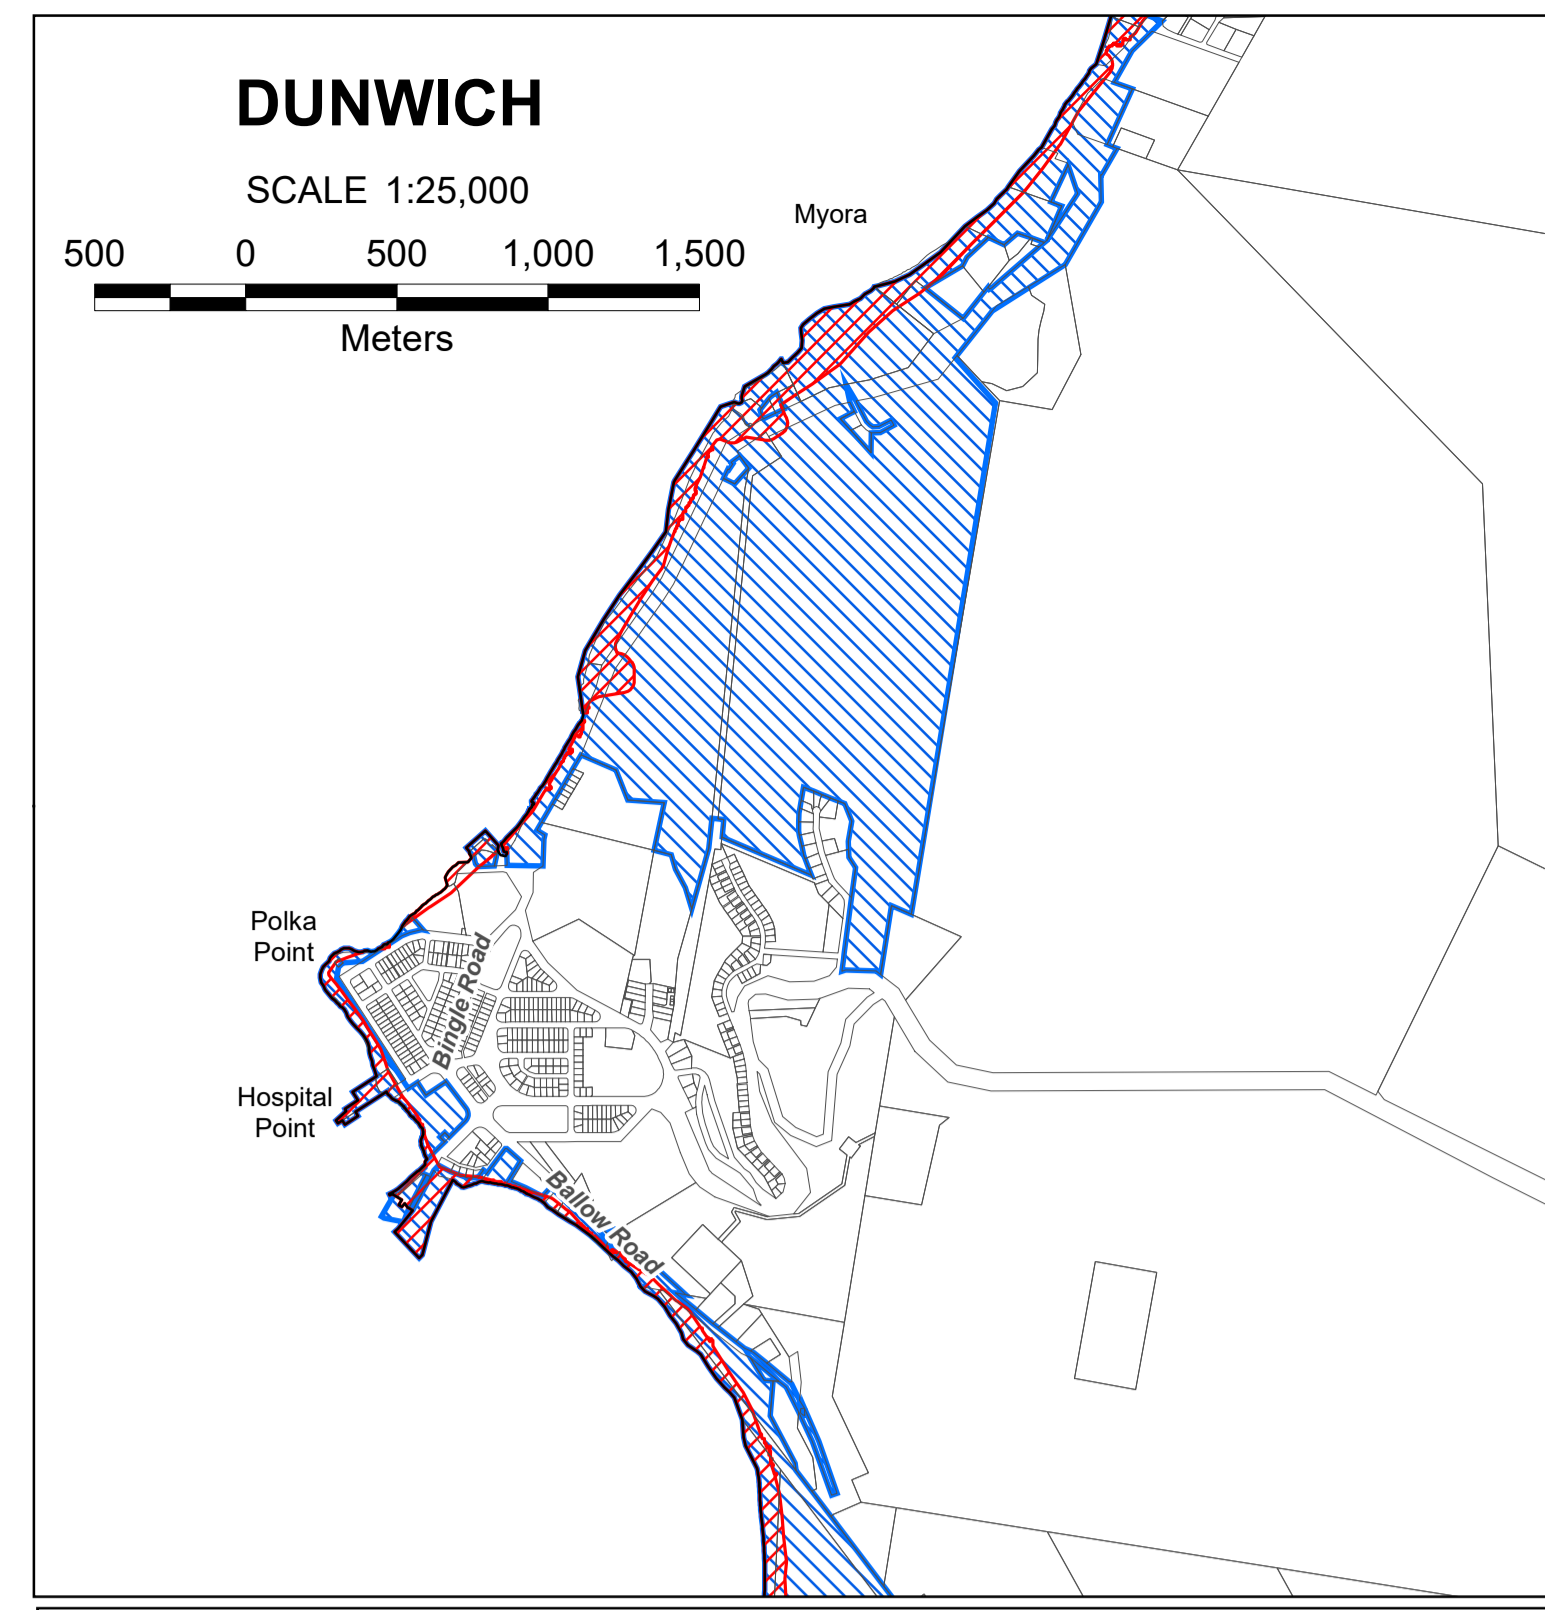 DUNWICH
SCALE 1:25,000
Myora
500 0 500 1,000 1,500
Meters
Polka
Point
Bingle Road
Hospital
Point
Ballow Road